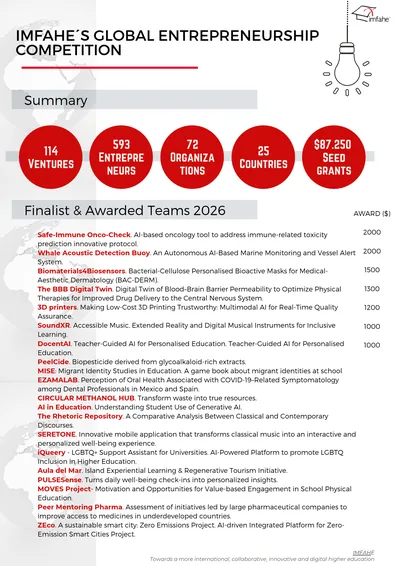 imfahe
IMFAHE´S GLOBAL ENTREPRENEURSHIP
COMPETITION
Summary
114
VENTURES
593
ENTREPRE
NEURS
72
ORGANIZA
TIONS
25
COUNTRIES
$87.250
SEED
GRANTS
Finalist & Awarded Teams 2026
AWARD ($)
Safe-Immune Onco-Check. AI-based oncology tool to address immune-related toxicity
prediction innovative protocol.
2000
Whale Acoustic Detection Buoy. An Autonomous AI-Based Marine Monitoring and Vessel Alert
System.
2000
Biomaterials4Biosensors. Bacterial-Cellulose Personalised Bioactive Masks for Medical-
Aesthetic Dermatology (BAC-DERM).
1500
The BBB Digital Twin. Digital Twin of Blood-Brain Barrier Permeability to Optimize Physical
Therapies for Improved Drug Delivery to the Central Nervous System.
1300
3D printers. Making Low-Cost 3D Printing Trustworthy: Multimodal AI for Real-Time Quality
Assurance.
1200
SoundXR. Accessible Music. Extended Reality and Digital Musical Instruments for Inclusive
Learning.
1000
DocentAI. Teacher-Guided AI for Personalised Education. Teacher-Guided AI for Personalised
Education.
1000
PeelCide. Biopesticide derived from glycoalkaloid-rich extracts.
MISE: Migrant Identity Studies in Education. A game book about migrant identities at school
EZAMALAB. Perception of Oral Health Associated with COVID-19-Related Symptomatology
among Dental Professionals in Mexico and Spain.
CIRCULAR METHANOL HUB. Transform waste into true resources.
AI in Education. Understanding Student Use of Generative AI.
The Rhetoric Repository. A Comparative Analysis Between Classical and Contemporary
Discourses.
SERETONE. Innovative mobile application that transforms classical music into an interactive and
personalized well-being experience.
iQueery - LGBTQ+ Support Assistant for Universities. AI-Powered Platform to promote LGBTQ
Inclusion In Higher Education.
Aula del Mar. Island Experiential Learning & Regenerative Tourism Initiative.
PULSESense. Turns daily well-being check-ins into personalized insights.
MOVES Project- Motivation and Opportunities for Value-based Engagement in School Physical
Education.
Peer Mentoring Pharma. Assessment of initiatives led by large pharmaceutical companies to
improve access to medicines in underdeveloped countries.
ZEco. A sustainable smart city: Zero Emissions Project. AI-driven Integrated Platform for Zero-
Emission Smart Cities Project.
IMFAHE
Towards a more international, collaborative, innovative and digital higher education